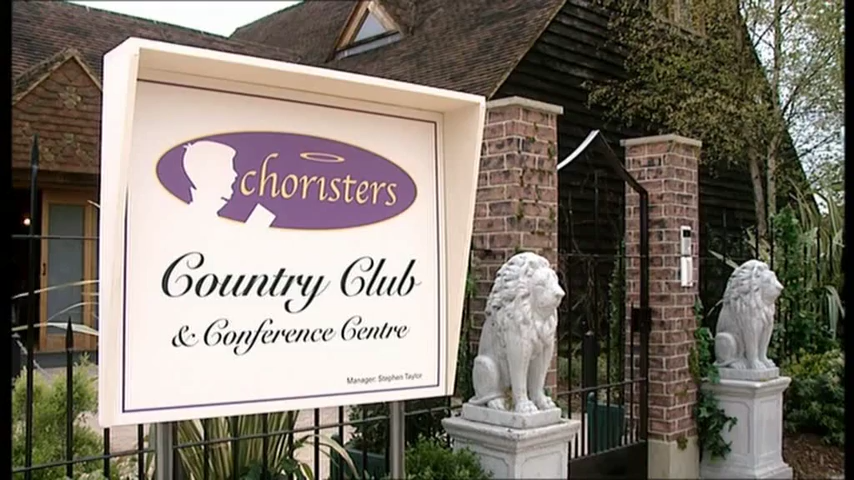 choristers
Country Club
& Conference Centre
Manager: Stephen Taylor